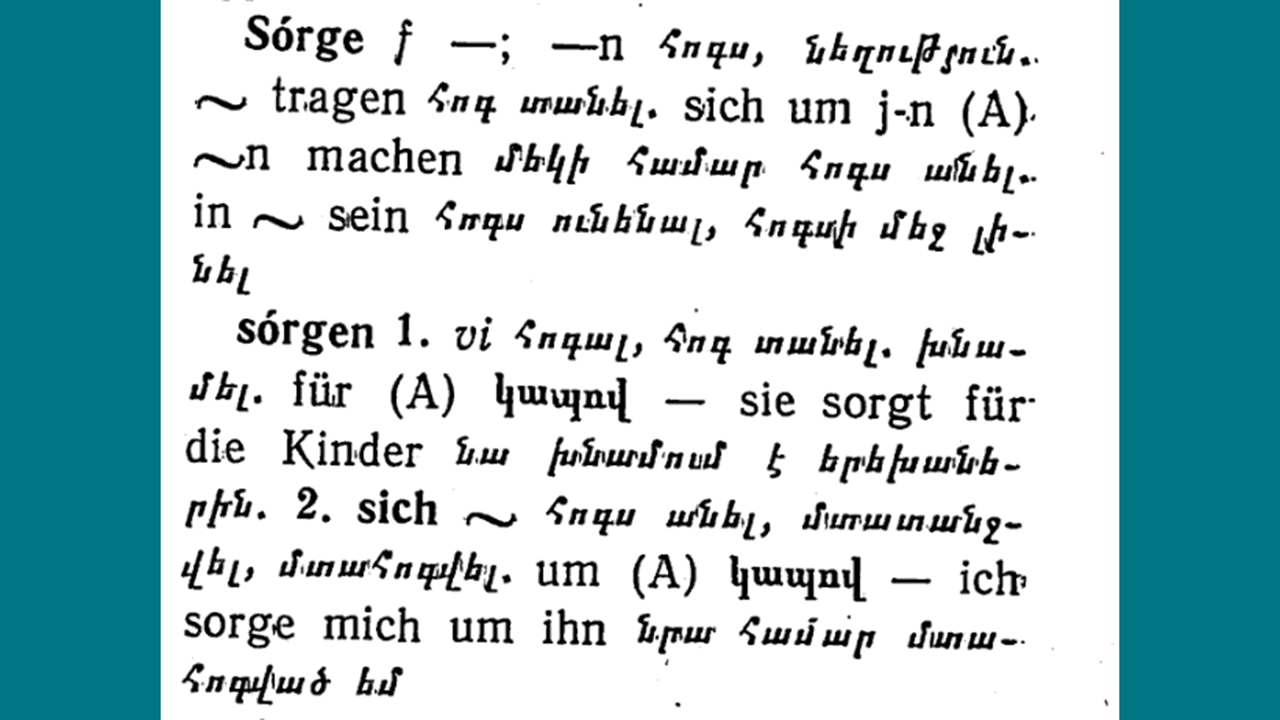 Sórge f —; —n հոգս, նեղություն.
~ tragen հոգ տանել. sich um j-n (A)
~n machen մեկի համար հոգս անել.
in ~ sein հոգս ունենալ, հոգսի մեջ լի-
նել
sórgen 1. vi հոգալ, հոգ տանել. խնա-
մել. für (A) կապով — sie sorgt für
die Kinder նա խնամում է երեխանե-
րին. 2. sich ~ հոգս անել, մտատանջ-
վել, մտահոգվել. um (A) կապով — ich
sorge mich um ihn նրա համար մտա-
հոգված եմ